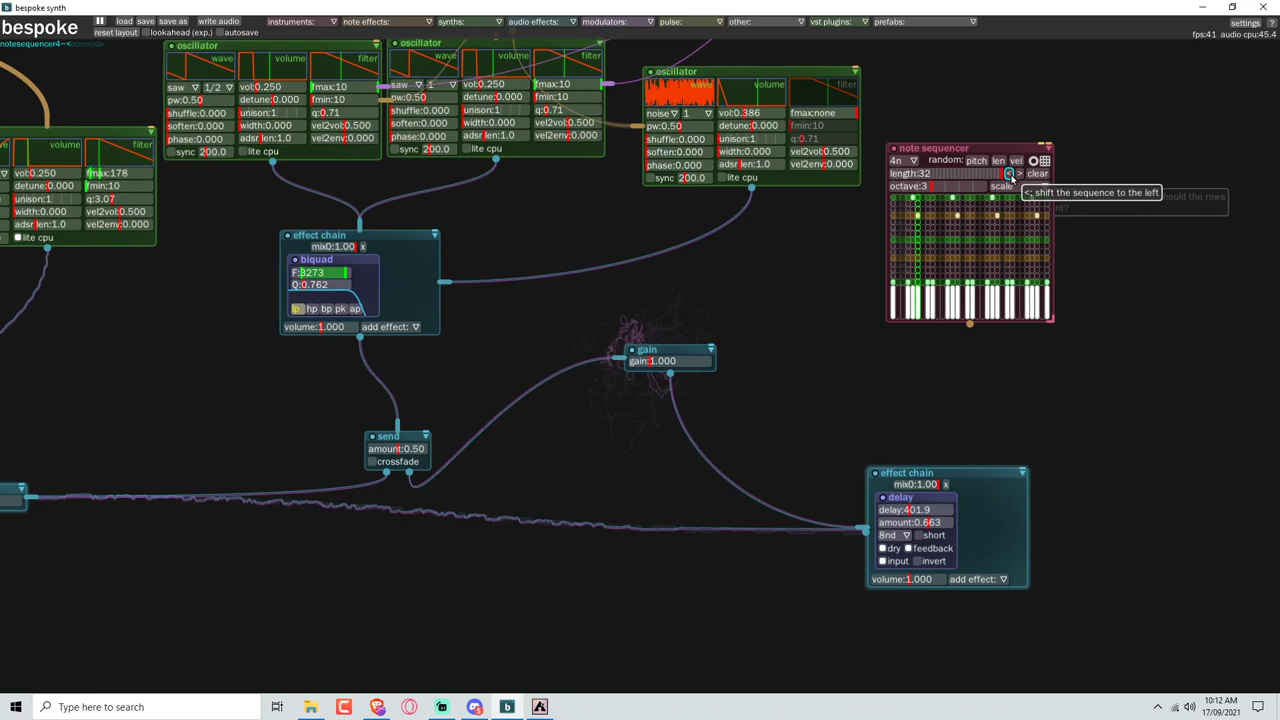 bespoke synth
load save save as write audio
instruments: note effects: synths: audio effects: modulators: pulse: other: vst plugins: prefabs:
settings ?
bespoke
reset layout lookahead (exp.) autosave
fps:41 audio cpu:45.4
notesequencer4~<
volume filter
vol:0.250 fmax:178
detune:0.000 fmin:10
unison:1 q:3.07
width:0.000 vel2vol:0.500
adsr len:1.0 vel2env:0.000
lite cpu
oscillator
wave volume filter
saw 1/2 vol:0.250 fmax:10
pw:0.50 detune:0.000 fmin:10
shuffle:0.000 unison:1 q:0.71
soften:0.000 width:0.000 vel2vol:0.500
phase:0.000 adsr len:1.0 vel2env:0.000
sync 200.0 lite cpu
oscillator
wave volume filter
saw 1 vol:0.250 fmax:10
pw:0.50 detune:0.000 fmin:10
shuffle:0.000 unison:1 q:0.71
soften:0.000 width:0.000 vel2vol:0.500
phase:0.000 adsr len:1.0 vel2env:0.000
sync 200.0 lite cpu
oscillator
wave volume filter
noise 1 vol:0.386 fmax:none
pw:0.50 detune:0.000 fmin:10
shuffle:0.000 unison:1 q:0.71
soften:0.000 width:0.000 vel2vol:0.500
phase:0.000 adsr len:1.0 vel2env:0.000
sync 200.0 lite cpu
note sequencer
4n random: pitch len vel
length:32 < > clear
octave:3 scale
<: shift the sequence to the left
hould the rows
nt?
effect chain
mix0:1.00 x
biquad
F:3273
Q:0.762
lp hp bp pk ap
volume:1.000 add effect:
gain
gain:1.000
send
amount:0.50
crossfade
effect chain
mix0:1.00 x
delay
delay:401.9
amount:0.663
8nd short
dry feedback
input invert
volume:1.000 add effect:
Type here to search
10:12 AM
17/09/2021